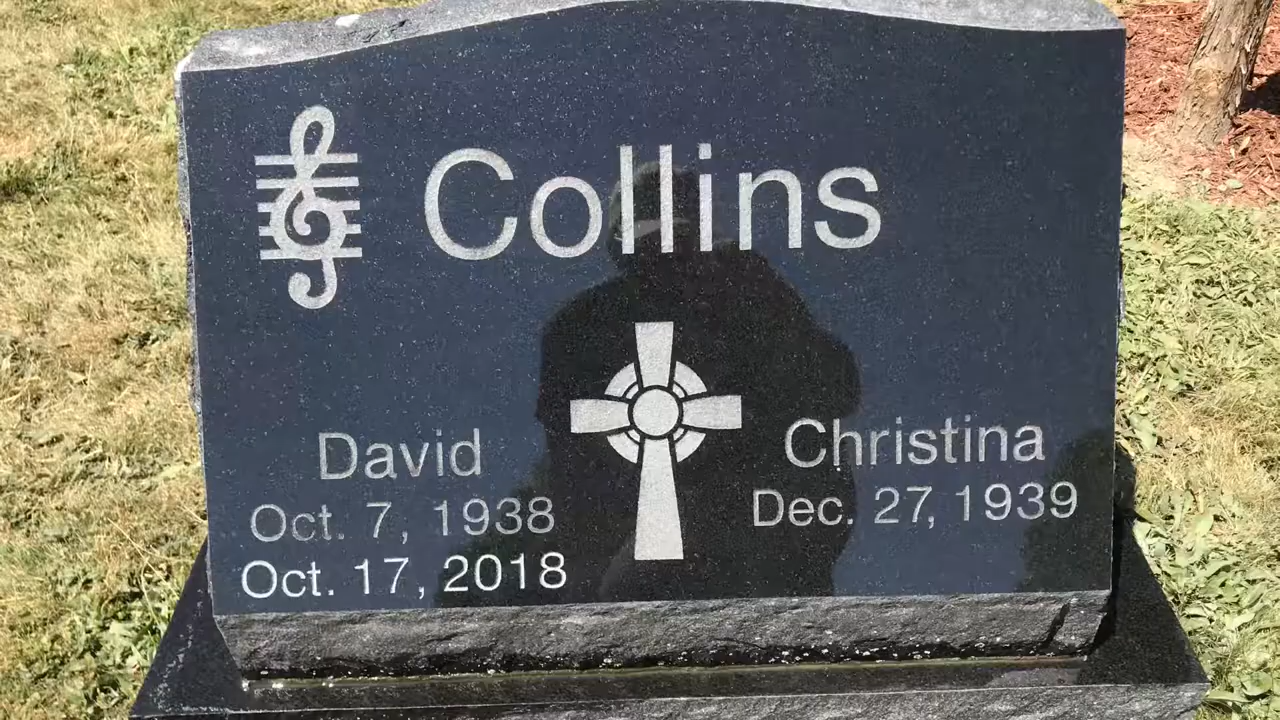 Collins
David
Oct. 7, 1938
Oct. 17, 2018
Christina
Dec. 27, 1939